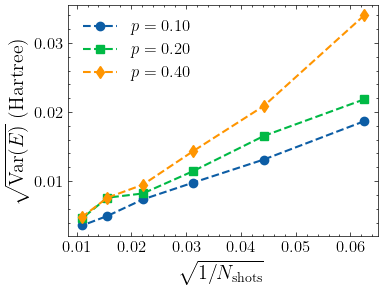 √Var(E) (Hartree)
p = 0.10
p = 0.20
p = 0.40
0.03
0.02
0.01
0.01 0.02 0.03 0.04 0.05 0.06
√1/N_shots